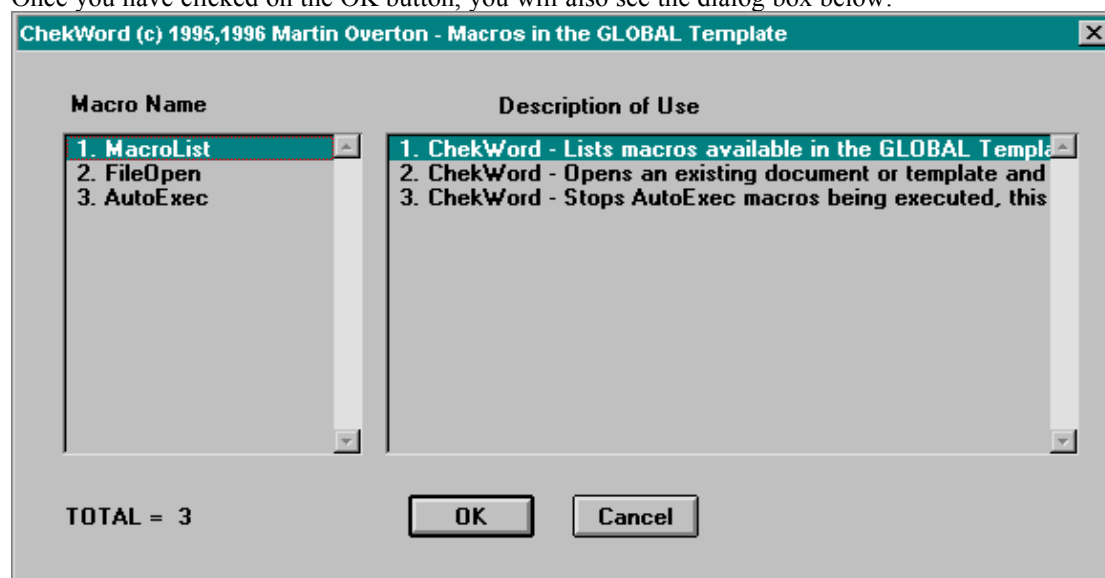 Once you have clicked on the OK button, you will also see the dialog box below.
ChekWord (c) 1995,1996 Martin Overton - Macros in the GLOBAL Template
Macro Name
Description of Use
1. MacroList
2. FileOpen
3. AutoExec
1. ChekWord - Lists macros available in the GLOBAL Templa
2. ChekWord - Opens an existing document or template and
3. ChekWord - Stops AutoExec macros being executed, this
TOTAL = 3
OK
Cancel